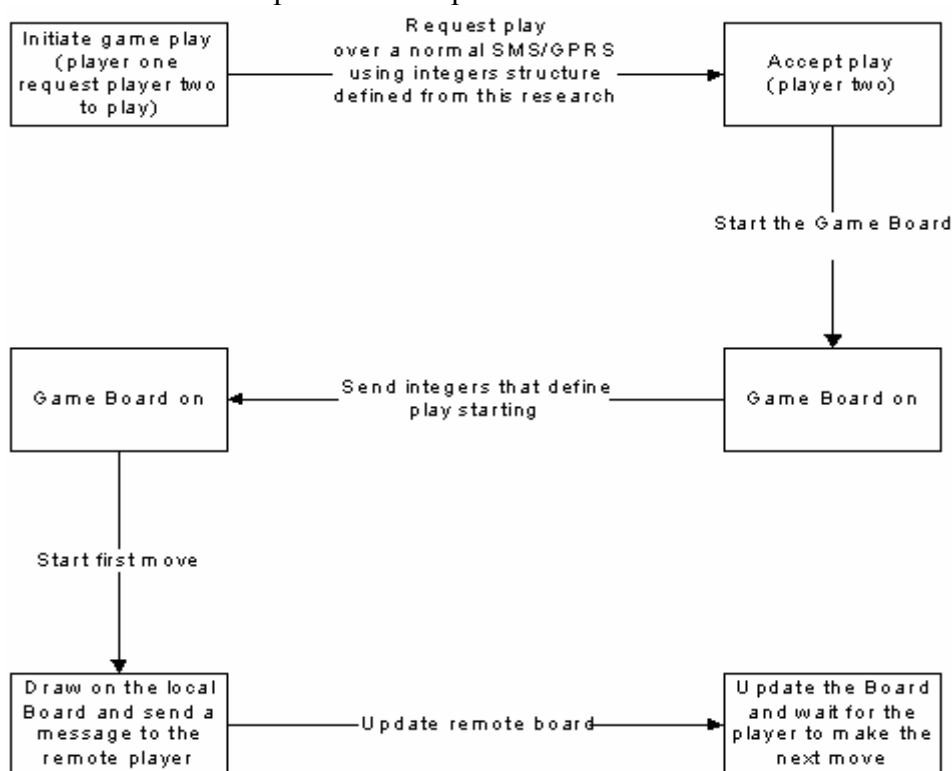 Initiate game play
(player one
request player two
to play)
Request play
over a normal SMS/GPRS
using integers structure
defined from this research
Accept play
(player two)
Start the Game Board
Game Board on
Send integers that define
play starting
Game Board on
Start first move
Draw on the local
Board and send a
message to the
remote player
Update remote board
Update the Board
and wait for the
player to make the
next move